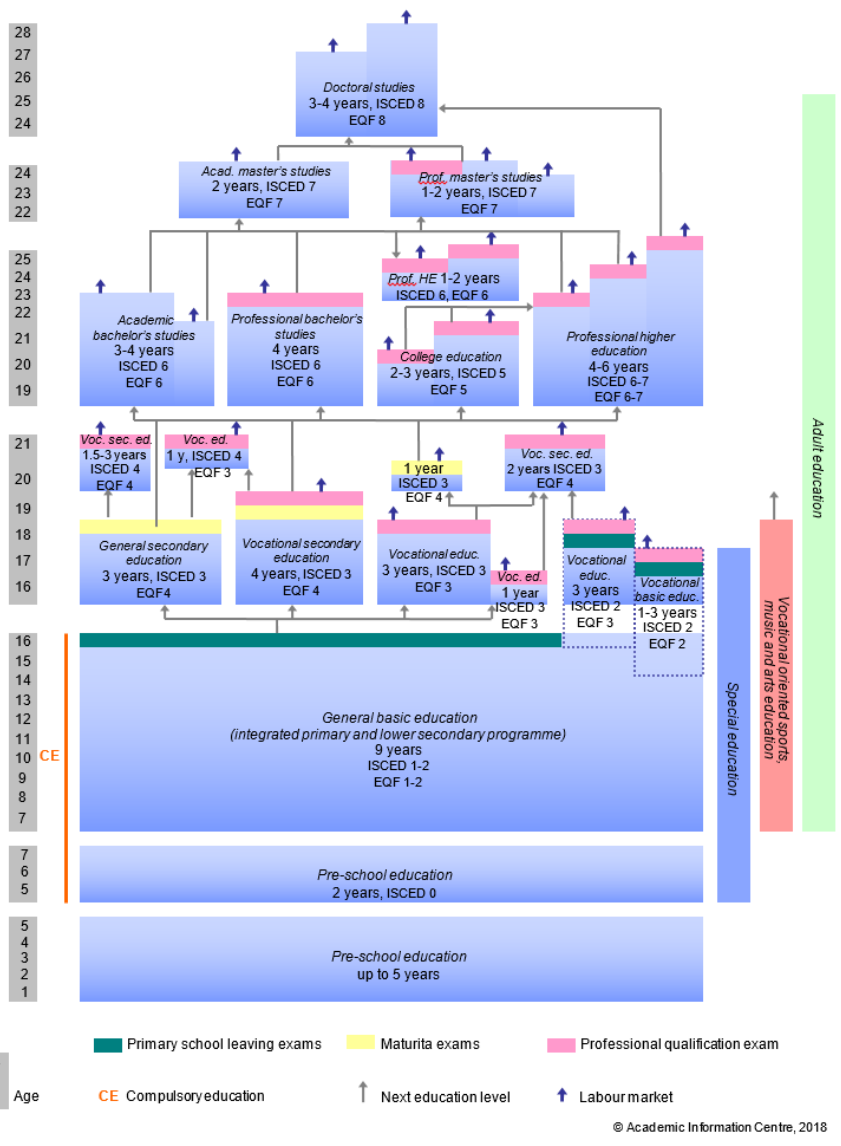 28
27
26
25
24
Doctoral studies
3-4 years, ISCED 8
EQF 8
24
23
22
Acad. master's studies
2 years, ISCED 7
EQF 7
Prof. master's studies
1-2 years, ISCED 7
EQF 7
25
24
23
22
21
20
19
Academic
bachelor's studies
3-4 years
ISCED 6
EQF 6
Professional bachelor's
studies
4 years
ISCED 6
EQF 6
Prof. HE 1-2 years
ISCED 6, EQF 6
College education
2-3 years, ISCED 5
EQF 5
Professional higher
education
4-6 years
ISCED 6-7
EQF 6-7
21
20
19
18
17
16
Voc. sec. ed.
1.5-3 years
ISCED 4
EQF 4
Voc. ed.
1 y, ISCED 4
EQF 3
1 year
ISCED 3
EQF 4
Voc. sec. ed.
2 years ISCED 3
EQF 4
General secondary
education
3 years, ISCED 3
EQF4
Vocational secondary
education
4 years, ISCED 3
EQF 4
Vocational educ.
3 years, ISCED 3
EQF 3
Voc. ed.
1 year
ISCED 3
EQF 3
Vocational
educ.
3 years
ISCED 2
EQF 3
Vocational
basic educ.
1-3 years
ISCED 2
EQF 2
16
15
14
13
12
11
10
9
8
7
CE
General basic education
(integrated primary and lower secondary programme)
9 years
ISCED 1-2
EQF 1-2
7
6
5
Pre-school education
2 years, ISCED 0
5
4
3
2
1
Pre-school education
up to 5 years
Special education
Vocational oriented sports,
music and arts education
Adult education
Primary school leaving exams
Maturita exams
Professional qualification exam
Age
CE Compulsory education
Next education level
Labour market
© Academic Information Centre, 2018